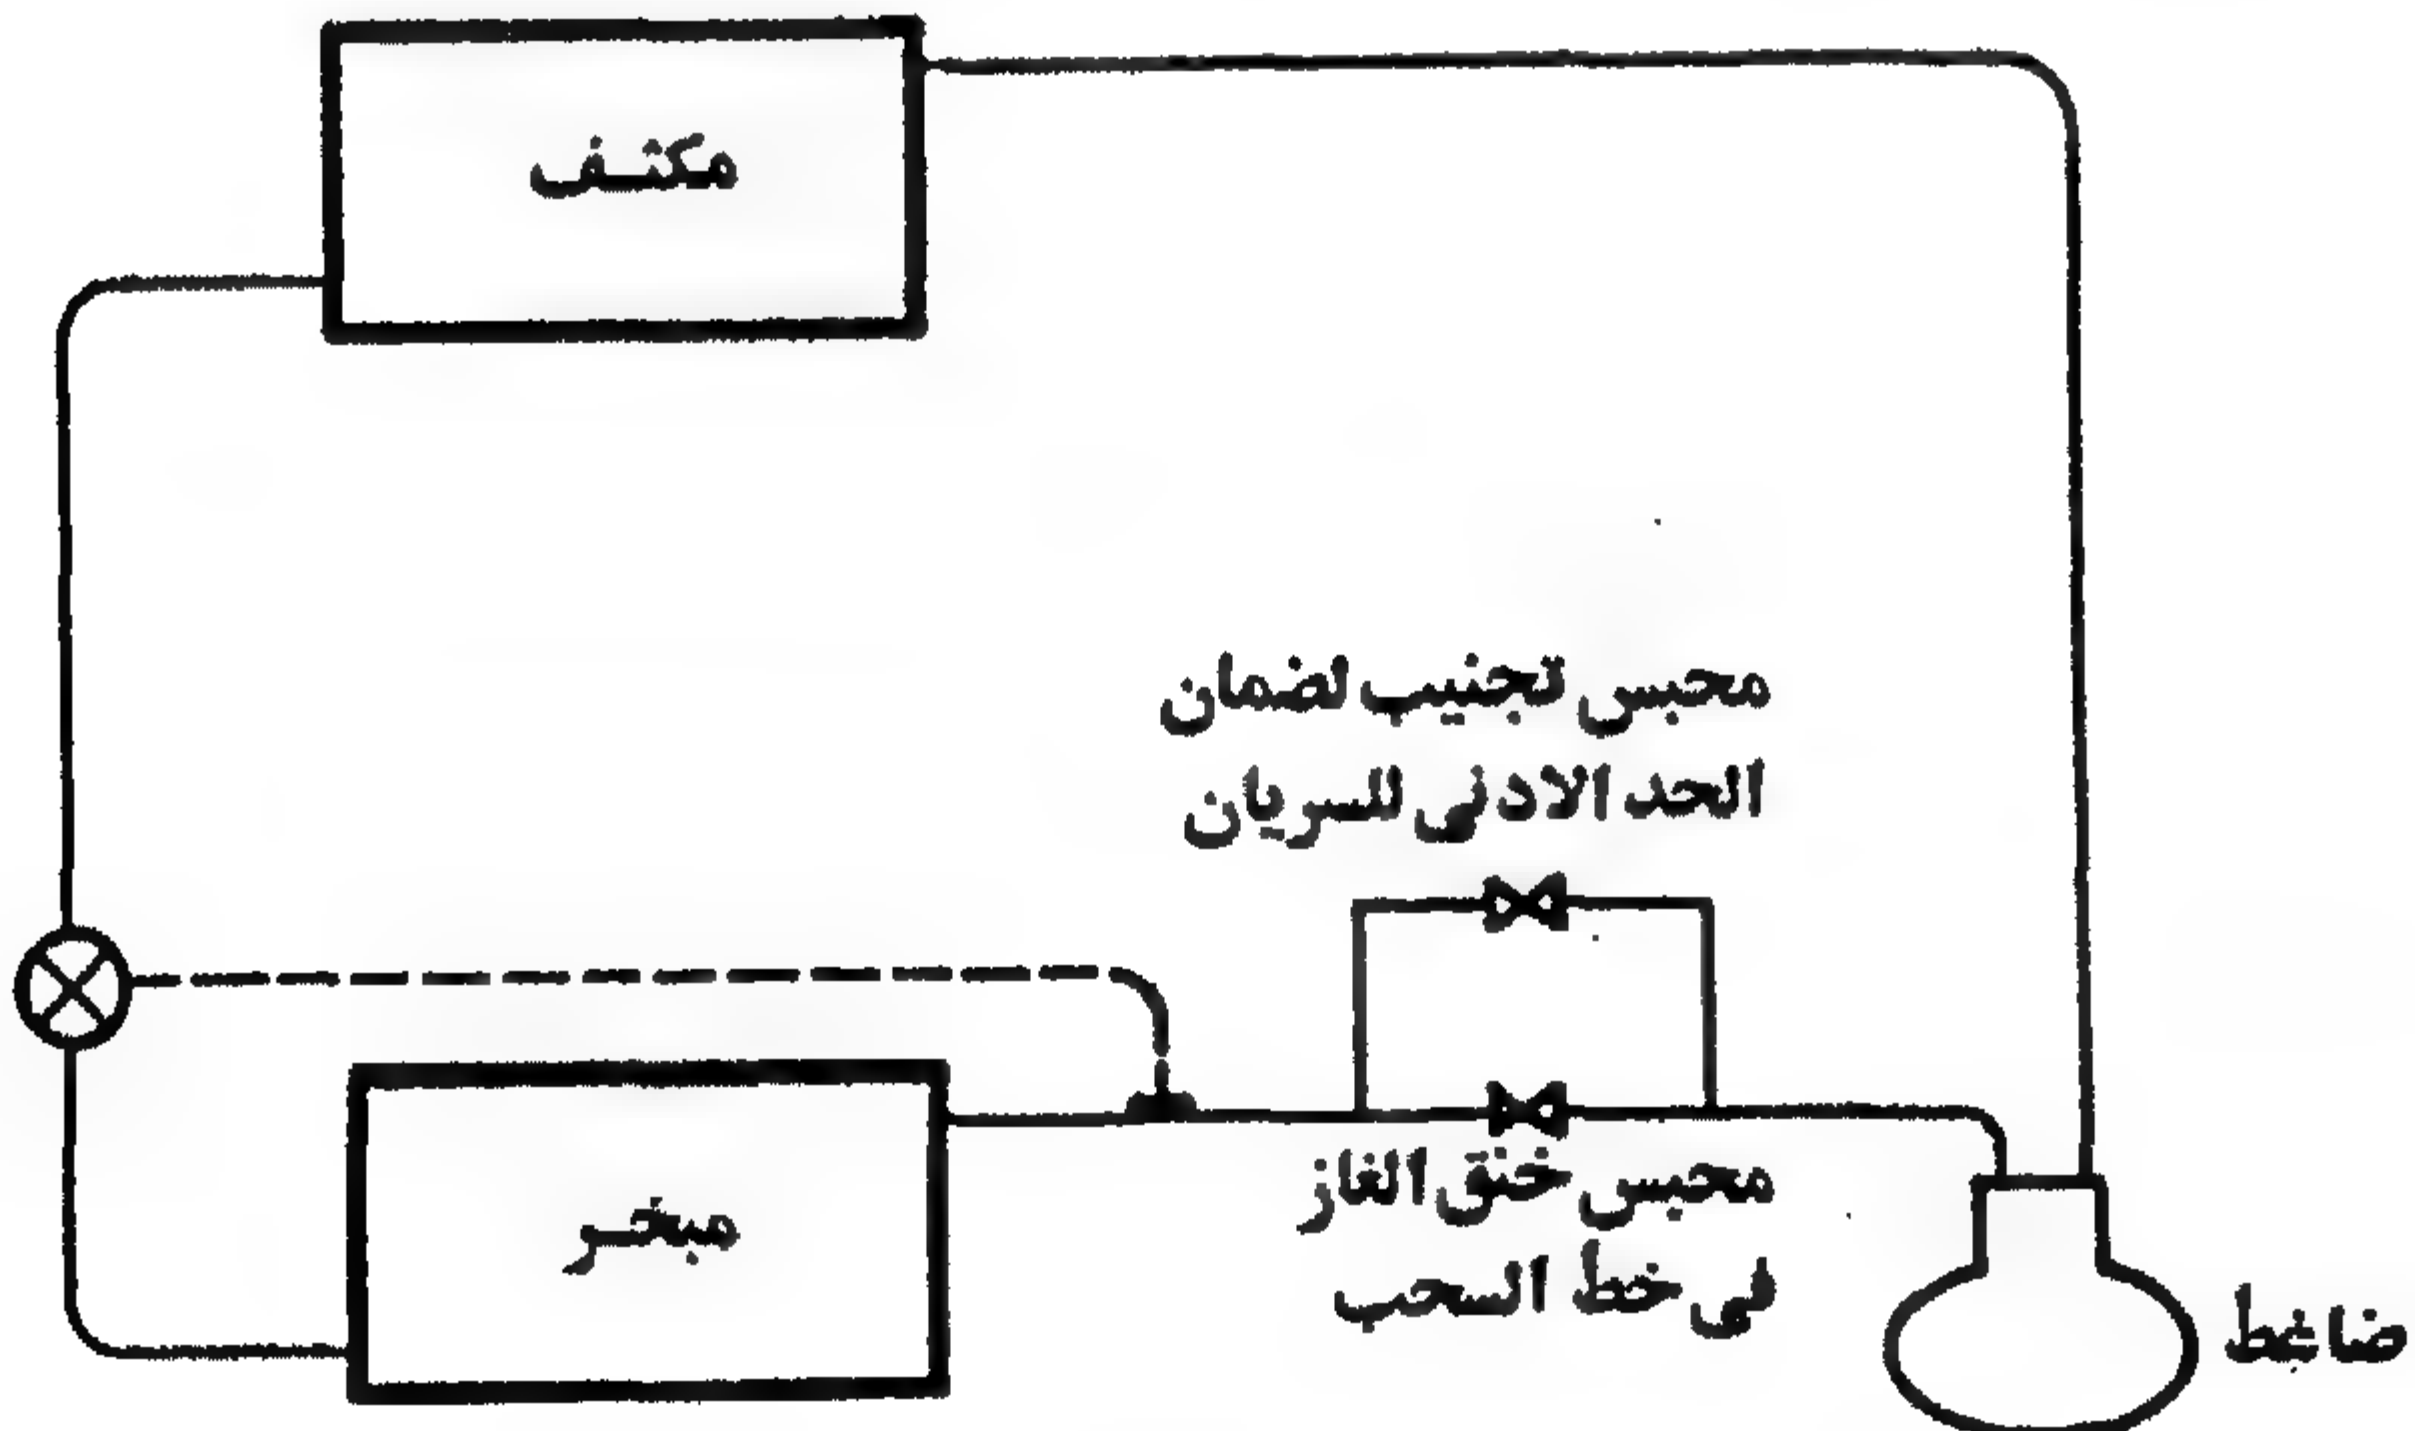 مكثف
محبس تجنيب لضمان
الحد الادنى للسريان
محبس خنق الغاز
فى خط السحب
مبخر
ضاغط